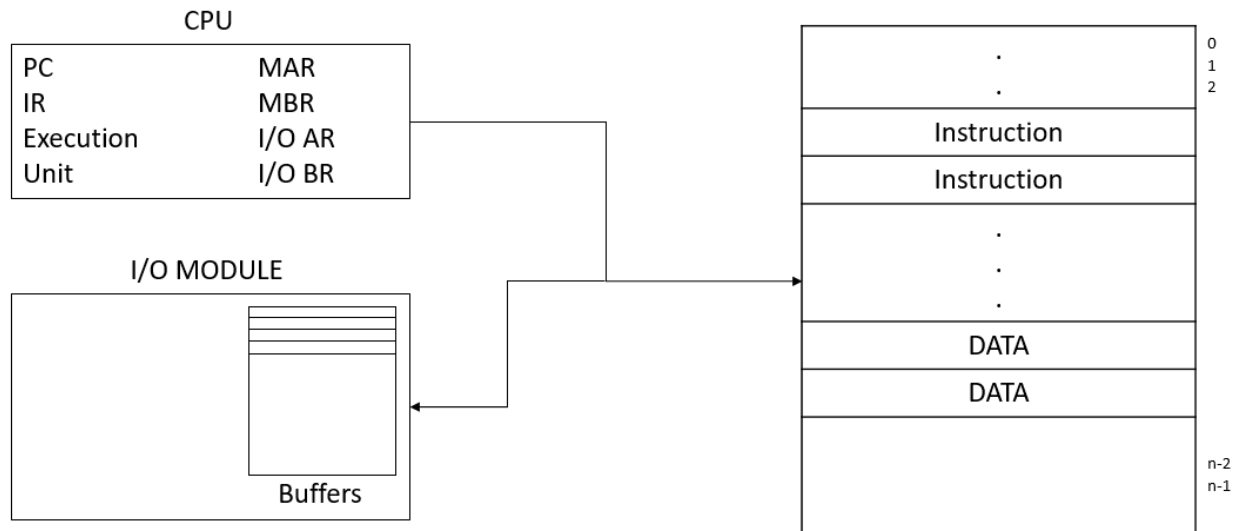 CPU
PC MAR
IR MBR
Execution I/O AR
Unit I/O BR
I/O MODULE
Buffers
.
.
Instruction
Instruction
.
.
.
DATA
DATA
0
1
2
n-2
n-1